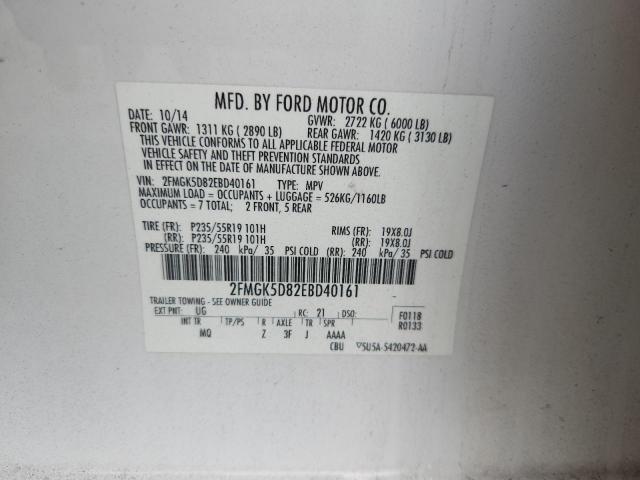 MFD. BY FORD MOTOR CO.
DATE: 10/14 GVWR: 2722 KG ( 6000 LB)
FRONT GAWR: 1311 KG ( 2890 LB) REAR GAWR: 1420 KG ( 3130 LB)
THIS VEHICLE CONFORMS TO ALL APPLICABLE FEDERAL MOTOR
VEHICLE SAFETY AND THEFT PREVENTION STANDARDS
IN EFFECT ON THE DATE OF MANUFACTURE SHOWN ABOVE.
VIN: 2FMGK5D82EBD40161 TYPE: MPV
MAXIMUM LOAD = OCCUPANTS + LUGGAGE = 526KG/1160LB
OCCUPANTS = 7 TOTAL; 2 FRONT, 5 REAR
TIRE (FR): P235/55R19 101H RIMS (FR): 19X8.0J
(RR): P235/55R19 101H (RR): 19X8.0J
PRESSURE (FR): 240 kPa/ 35 PSI COLD (RR): 240 kPa/ 35 PSI COLD
2FMGK5D82EBD40161
TRAILER TOWING - SEE OWNER GUIDE
EXT PNT: UG RC: 21 DSO: F0118
R0133
INT TR TP/PS R AXLE TR SPR
MQ Z 3F J AAAA
CBU 5U5A-5420472-AA